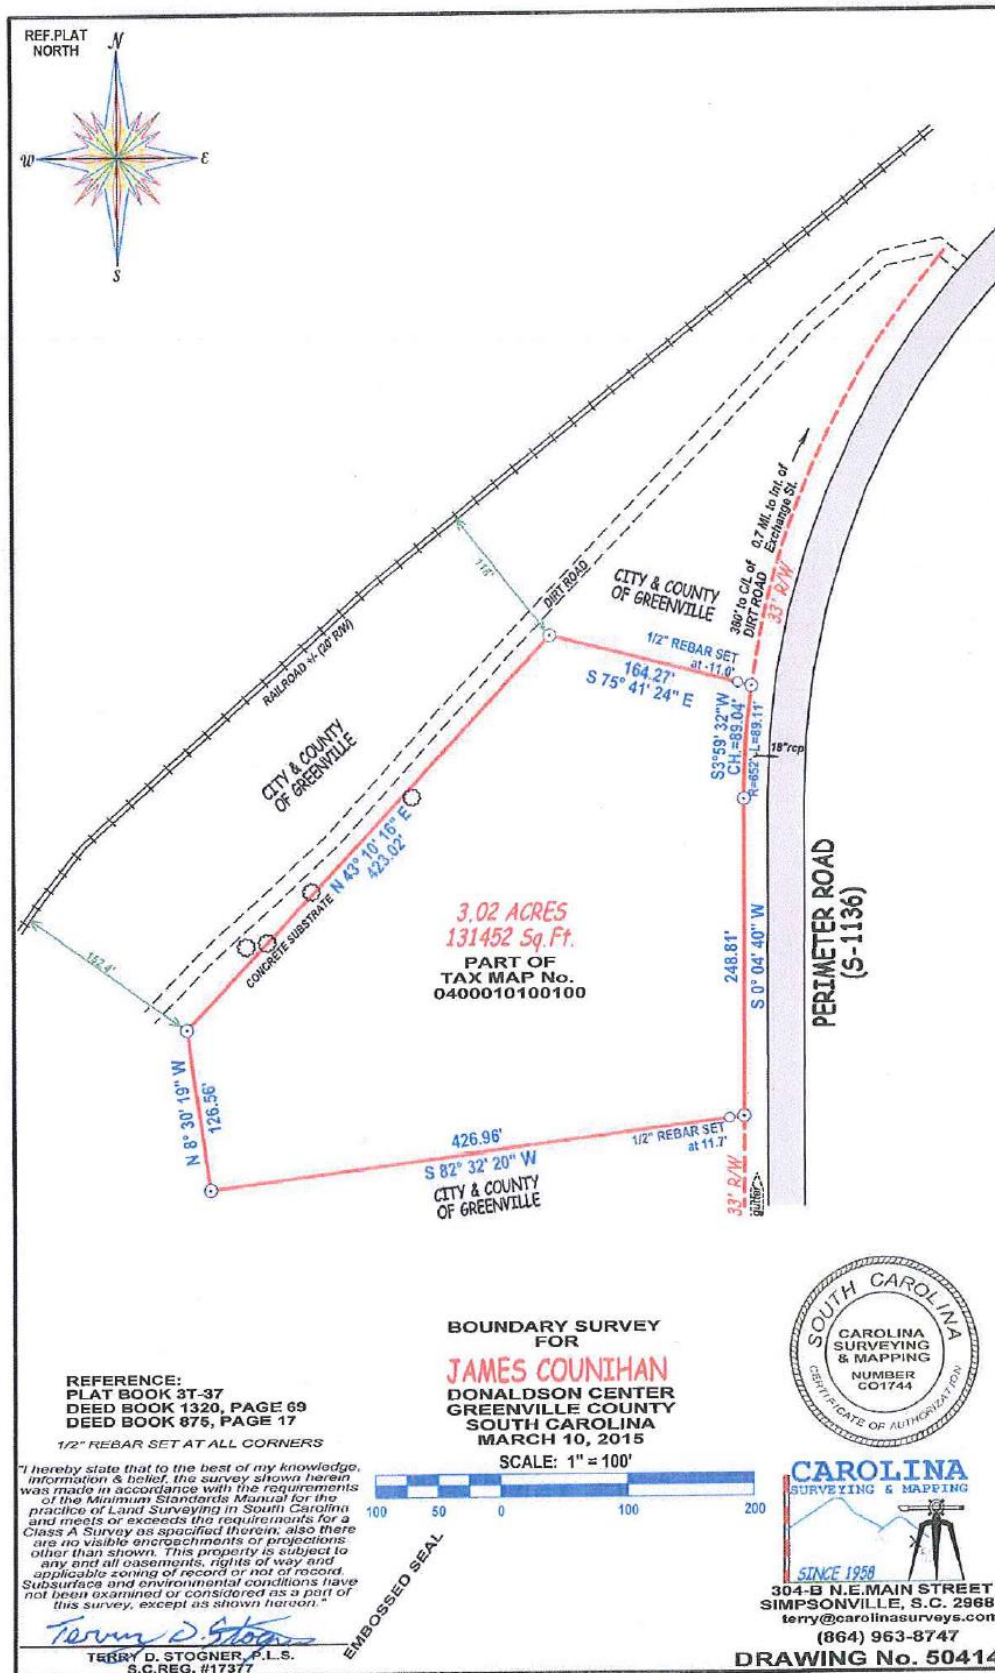 REF.PLAT
NORTH
N
W
E
S
RAILROAD +/- (20' R/W)
118'
DIRT ROAD
CITY & COUNTY
OF GREENVILLE
380' to C/L of
DIRT ROAD
0.7 MI. to Int. of
Exchange St.
33' R/W
1/2" REBAR SET
at -11.0'
164.27'
S 75° 41' 24" E
S3°59' 32"W
CH.=89.04'
R=652' L=89.11'
18"rcp
CITY & COUNTY
OF GREENVILLE
N 43° 10' 16" E
423.02'
CONCRETE SUBSTRATE
152.4'
3.02 ACRES
131452 Sq.Ft.
PART OF
TAX MAP No.
0400010100100
248.81'
S 0° 04' 40" W
PERIMETER ROAD
(S-1136)
N 8° 30' 19" W
126.56'
426.96'
S 82° 32' 20" W
1/2" REBAR SET
at 11.7'
CITY & COUNTY
OF GREENVILLE
33' R/W
gutter
SOUTH CAROLINA
CAROLINA
SURVEYING
& MAPPING
NUMBER
CO1744
CERTIFICATE OF AUTHORIZATION
BOUNDARY SURVEY
FOR
JAMES COUNIHAN
DONALDSON CENTER
GREENVILLE COUNTY
SOUTH CAROLINA
MARCH 10, 2015
SCALE: 1" = 100'
100 50 0 100 200
REFERENCE:
PLAT BOOK 3T-37
DEED BOOK 1320, PAGE 69
DEED BOOK 875, PAGE 17
1/2" REBAR SET AT ALL CORNERS
"I hereby state that to the best of my knowledge,
information & belief, the survey shown herein
was made in accordance with the requirements
of the Minimum Standards Manual for the
practice of Land Surveying in South Carolina
and meets or exceeds the requirements for a
Class A Survey as specified therein; also there
are no visible encroachments or projections
other than shown. This property is subject to
any and all easements, rights of way and
applicable zoning of record or not of record.
Subsurface and environmental conditions have
not been examined or considered as a part of
this survey, except as shown hereon."
Terry D. Stogner
TERRY D. STOGNER, P.L.S.
S.C.REG. #17377
EMBOSSED SEAL
CAROLINA
SURVEYING & MAPPING
SINCE 1958
304-B N.E.MAIN STREET
SIMPSONVILLE, S.C. 2968
terry@carolinasurveys.com
(864) 963-8747
DRAWING No. 50414